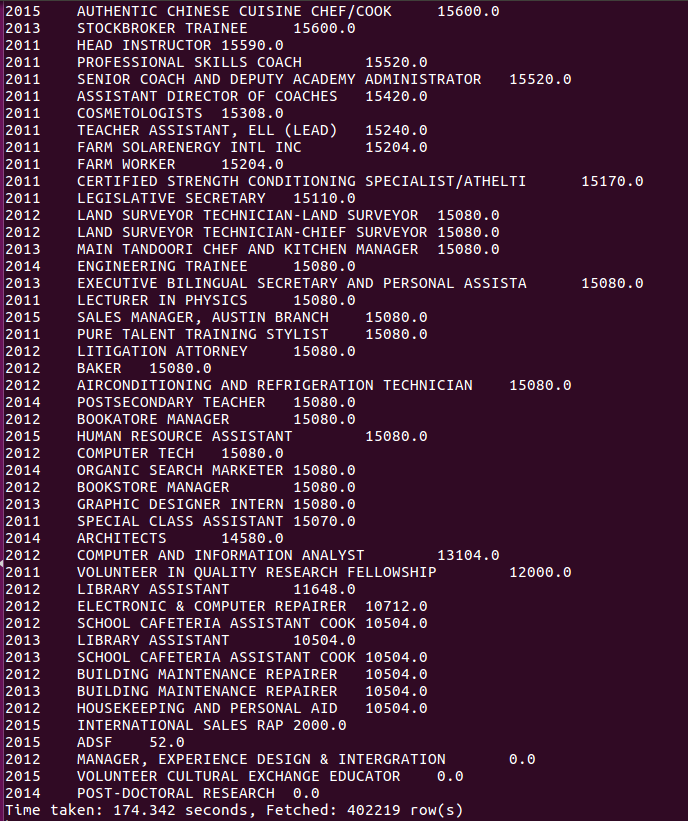 2015 AUTHENTIC CHINESE CUISINE CHEF/COOK 15600.0
2013 STOCKBROKER TRAINEE 15600.0
2011 HEAD INSTRUCTOR 15590.0
2011 PROFESSIONAL SKILLS COACH 15520.0
2011 SENIOR COACH AND DEPUTY ACADEMY ADMINISTRATOR 15520.0
2011 ASSISTANT DIRECTOR OF COACHES 15420.0
2011 COSMETOLOGISTS 15308.0
2011 TEACHER ASSISTANT, ELL (LEAD) 15240.0
2011 FARM SOLARENERGY INTL INC 15204.0
2011 FARM WORKER 15204.0
2011 CERTIFIED STRENGTH CONDITIONING SPECIALIST/ATHELTI 15170.0
2011 LEGISLATIVE SECRETARY 15110.0
2012 LAND SURVEYOR TECHNICIAN-LAND SURVEYOR 15080.0
2012 LAND SURVEYOR TECHNICIAN-CHIEF SURVEYOR 15080.0
2013 MAIN TANDOORI CHEF AND KITCHEN MANAGER 15080.0
2014 ENGINEERING TRAINEE 15080.0
2013 EXECUTIVE BILINGUAL SECRETARY AND PERSONAL ASSISTA 15080.0
2011 LECTURER IN PHYSICS 15080.0
2015 SALES MANAGER, AUSTIN BRANCH 15080.0
2011 PURE TALENT TRAINING STYLIST 15080.0
2012 LITIGATION ATTORNEY 15080.0
2012 BAKER 15080.0
2012 AIRCONDITIONING AND REFRIGERATION TECHNICIAN 15080.0
2014 POSTSECONDARY TEACHER 15080.0
2012 BOOKATORE MANAGER 15080.0
2015 HUMAN RESOURCE ASSISTANT 15080.0
2012 COMPUTER TECH 15080.0
2014 ORGANIC SEARCH MARKETER 15080.0
2012 BOOKSTORE MANAGER 15080.0
2013 GRAPHIC DESIGNER INTERN 15080.0
2011 SPECIAL CLASS ASSISTANT 15070.0
2014 ARCHITECTS 14580.0
2012 COMPUTER AND INFORMATION ANALYST 13104.0
2011 VOLUNTEER IN QUALITY RESEARCH FELLOWSHIP 12000.0
2012 LIBRARY ASSISTANT 11648.0
2012 ELECTRONIC & COMPUTER REPAIRER 10712.0
2012 SCHOOL CAFETERIA ASSISTANT COOK 10504.0
2013 LIBRARY ASSISTANT 10504.0
2013 SCHOOL CAFETERIA ASSISTANT COOK 10504.0
2012 BUILDING MAINTENANCE REPAIRER 10504.0
2013 BUILDING MAINTENANCE REPAIRER 10504.0
2012 HOUSEKEEPING AND PERSONAL AID 10504.0
2015 INTERNATIONAL SALES RAP 2000.0
2015 ADSF 52.0
2012 MANAGER, EXPERIENCE DESIGN & INTERGRATION 0.0
2015 VOLUNTEER CULTURAL EXCHANGE EDUCATOR 0.0
2014 POST-DOCTORAL RESEARCH 0.0
Time taken: 174.342 seconds, Fetched: 402219 row(s)